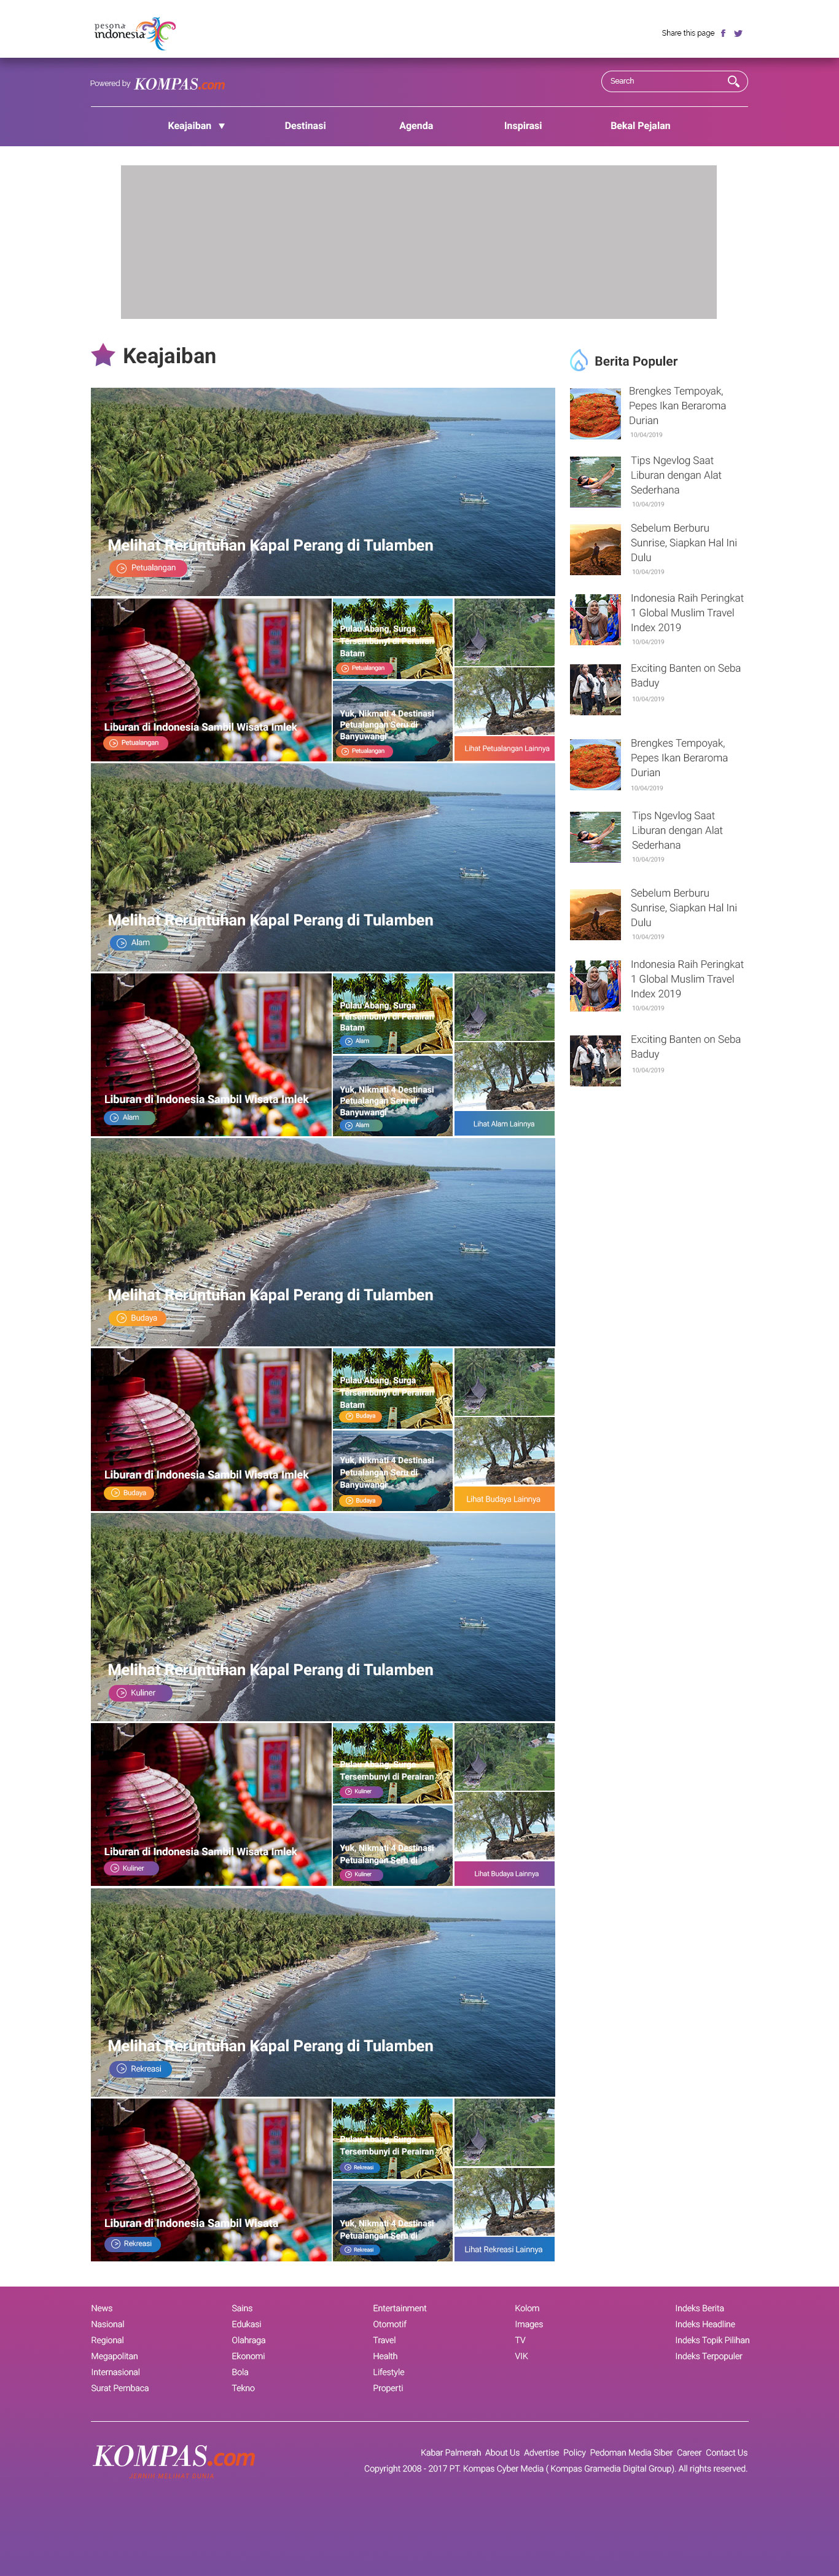 pesona
indonesia
Share this page
Powered by KOMPAS.com
Search
Keajaiban
Destinasi
Agenda
Inspirasi
Bekal Pejalan
Keajaiban
Melihat Reruntuhan Kapal Perang di Tulamben
Petualangan
Liburan di Indonesia Sambil Wisata Imlek
Petualangan
Pulau Abang, Surga
Tersembunyi di Perairan
Batam
Petualangan
Yuk, Nikmati 4 Destinasi
Petualangan Seru di
Banyuwangi
Petualangan
Lihat Petualangan Lainnya
Melihat Reruntuhan Kapal Perang di Tulamben
Alam
Liburan di Indonesia Sambil Wisata Imlek
Alam
Pulau Abang, Surga
Tersembunyi di Perairan
Batam
Alam
Yuk, Nikmati 4 Destinasi
Petualangan Seru di
Banyuwangi
Alam
Lihat Alam Lainnya
Melihat Reruntuhan Kapal Perang di Tulamben
Budaya
Liburan di Indonesia Sambil Wisata Imlek
Budaya
Pulau Abang, Surga
Tersembunyi di Perairan
Batam
Budaya
Yuk, Nikmati 4 Destinasi
Petualangan Seru di
Banyuwangi
Budaya
Lihat Budaya Lainnya
Melihat Reruntuhan Kapal Perang di Tulamben
Kuliner
Liburan di Indonesia Sambil Wisata Imlek
Kuliner
Pulau Abang, Surga
Tersembunyi di Perairan
Kuliner
Yuk, Nikmati 4 Destinasi
Petualangan Seru di
Kuliner
Lihat Budaya Lainnya
Melihat Reruntuhan Kapal Perang di Tulamben
Rekreasi
Liburan di Indonesia Sambil Wisata
Rekreasi
Pulau Abang, Surga
Tersembunyi di Perairan
Rekreasi
Yuk, Nikmati 4 Destinasi
Petualangan Seru di
Rekreasi
Lihat Rekreasi Lainnya
Berita Populer
Brengkes Tempoyak,
Pepes Ikan Beraroma
Durian
10/04/2019
Tips Ngevlog Saat
Liburan dengan Alat
Sederhana
10/04/2019
Sebelum Berburu
Sunrise, Siapkan Hal Ini
Dulu
10/04/2019
Indonesia Raih Peringkat
1 Global Muslim Travel
Index 2019
10/04/2019
Exciting Banten on Seba
Baduy
10/04/2019
Brengkes Tempoyak,
Pepes Ikan Beraroma
Durian
10/04/2019
Tips Ngevlog Saat
Liburan dengan Alat
Sederhana
10/04/2019
Sebelum Berburu
Sunrise, Siapkan Hal Ini
Dulu
10/04/2019
Indonesia Raih Peringkat
1 Global Muslim Travel
Index 2019
10/04/2019
Exciting Banten on Seba
Baduy
10/04/2019
News
Nasional
Regional
Megapolitan
Internasional
Surat Pembaca
Sains
Edukasi
Olahraga
Ekonomi
Bola
Tekno
Entertainment
Otomotif
Travel
Health
Lifestyle
Properti
Kolom
Images
TV
VIK
Indeks Berita
Indeks Headline
Indeks Topik Pilihan
Indeks Terpopuler
KOMPAS.com
JERNIH MELIHAT DUNIA
Kabar Palmerah About Us Advertise Policy Pedoman Media Siber Career Contact Us
Copyright 2008 - 2017 PT. Kompas Cyber Media ( Kompas Gramedia Digital Group). All rights reserved.